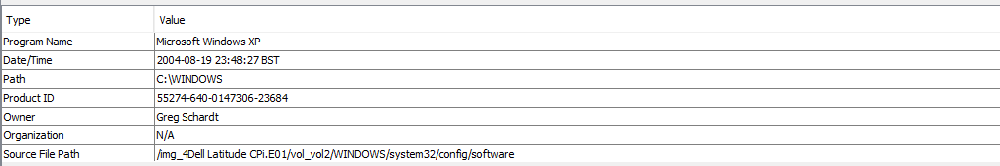 Type Value
Program Name Microsoft Windows XP
Date/Time 2004-08-19 23:48:27 BST
Path C:\WINDOWS
Product ID 55274-640-0147306-23684
Owner Greg Schardt
Organization N/A
Source File Path /img_4Dell Latitude CPi.E01/vol_vol2/WINDOWS/system32/config/software